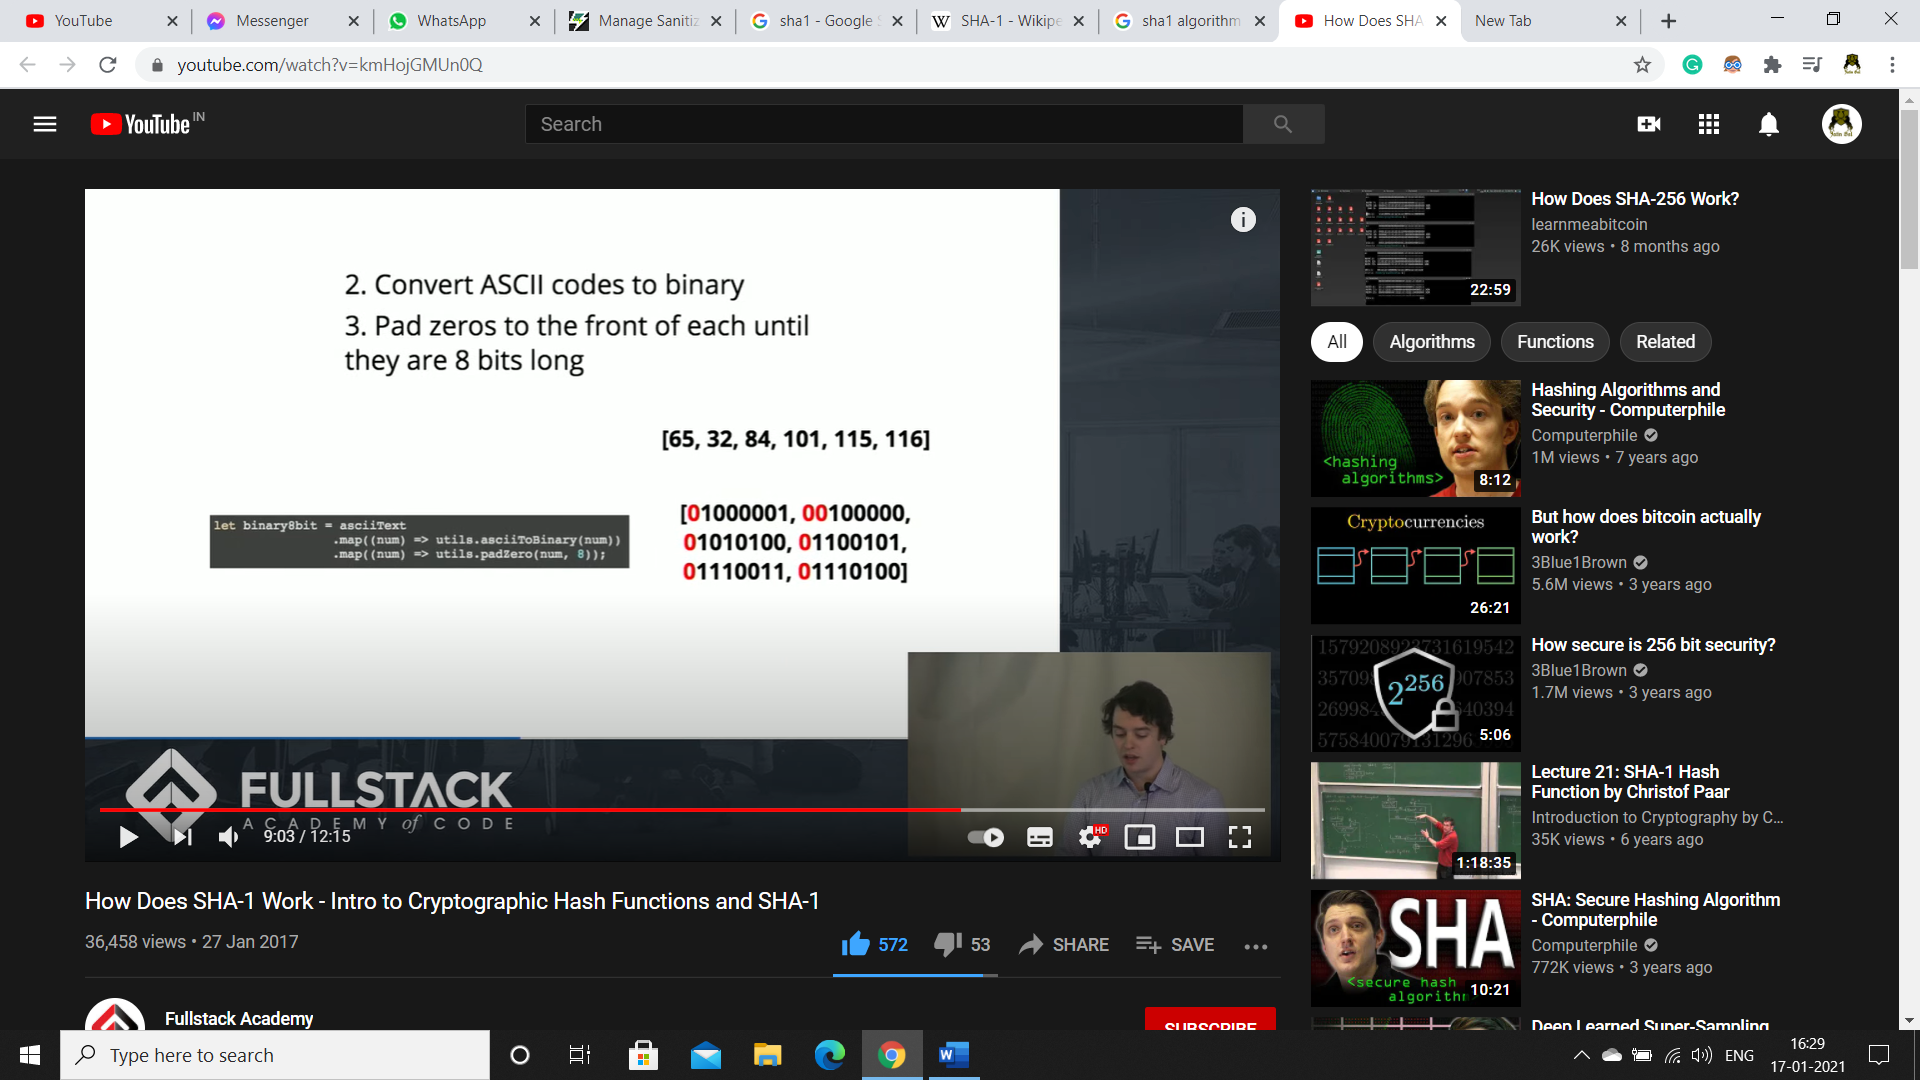 YouTube
Messenger
WhatsApp
Manage Sanitiz
sha1 - Google S
SHA-1 - Wikipe
sha1 algorithm
How Does SHA
New Tab
youtube.com/watch?v=kmHojGMUn0Q
YouTube IN
Search
2. Convert ASCII codes to binary
3. Pad zeros to the front of each until
they are 8 bits long
[65, 32, 84, 101, 115, 116]
let binary8bit = asciiText
.map((num) => utils.asciiToBinary(num))
.map((num) => utils.padZero(num, 8));
[01000001, 00100000,
01010100, 01100101,
01110011, 01110100]
FULLSTACK
ACADEMY of CODE
9:03 / 12:15
HD
How Does SHA-1 Work - Intro to Cryptographic Hash Functions and SHA-1
36,458 views • 27 Jan 2017
572
53
SHARE
SAVE
Fullstack Academy
SUBSCRIBE
22:59
How Does SHA-256 Work?
learnmeabitcoin
26K views • 8 months ago
All
Algorithms
Functions
Related
<hashing
algorithms>
8:12
Hashing Algorithms and
Security - Computerphile
Computerphile
1M views • 7 years ago
Cryptocurrencies
26:21
But how does bitcoin actually
work?
3Blue1Brown
5.6M views • 3 years ago
2^256
5:06
How secure is 256 bit security?
3Blue1Brown
1.7M views • 3 years ago
1:18:35
Lecture 21: SHA-1 Hash
Function by Christof Paar
Introduction to Cryptography by C...
35K views • 6 years ago
SHA
<secure hash
algorithm
10:21
SHA: Secure Hashing Algorithm
- Computerphile
Computerphile
772K views • 3 years ago
Deep Learned Super-Sampling
Type here to search
ENG
16:29
17-01-2021